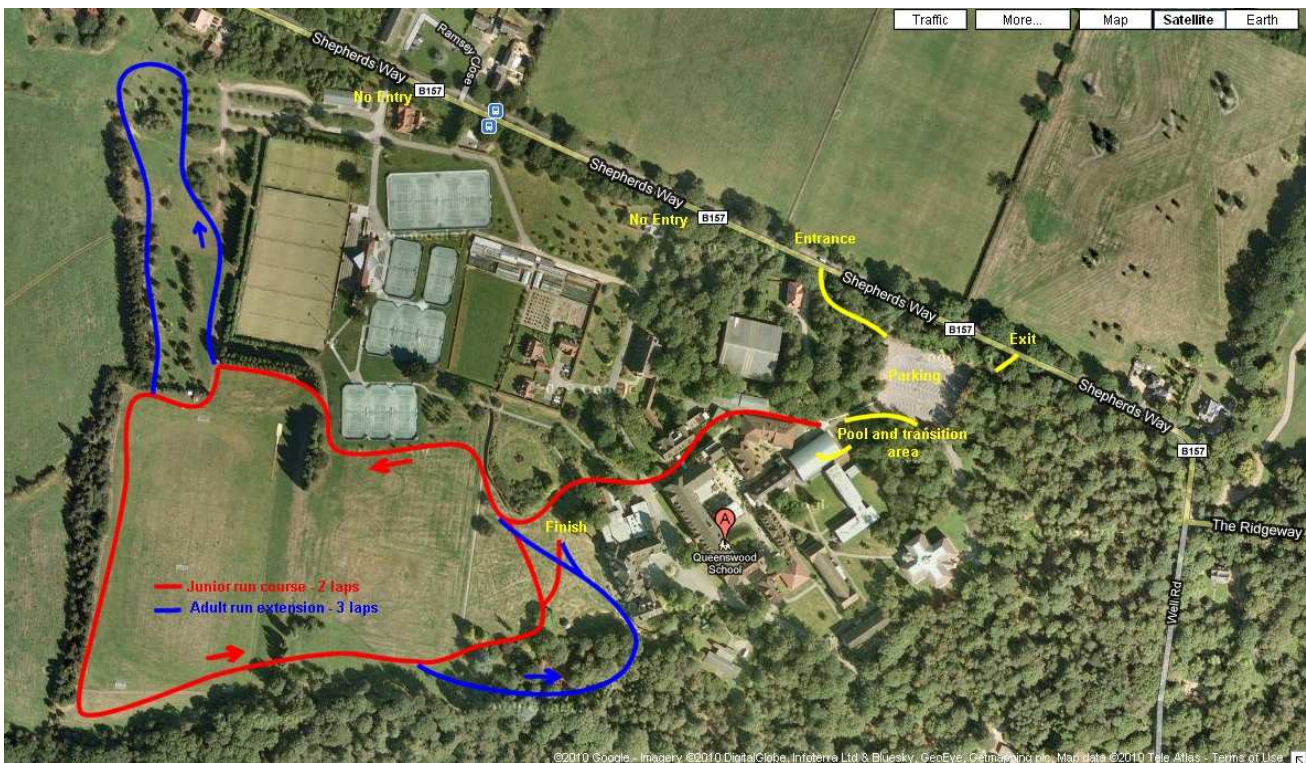 Traffic
More...
Map
Satellite
Earth
Shepherds Way
Ramsey Close
No Entry
B157
Shepherds Way
No Entry
B157
Entrance
Shepherds Way
B157
Exit
Parking
Shepherds Way
Pool and transition
area
B157
The Ridgeway
Finish
A
Queenswood
School
Junior run course - 2 laps
Adult run extension - 3 laps
Well Rd
©2010 Google - Imagery ©2010 DigitalGlobe, Infoterra Ltd & Bluesky, GeoEye, Getmapping plc, Map data ©2010 Tele Atlas - Terms of Use